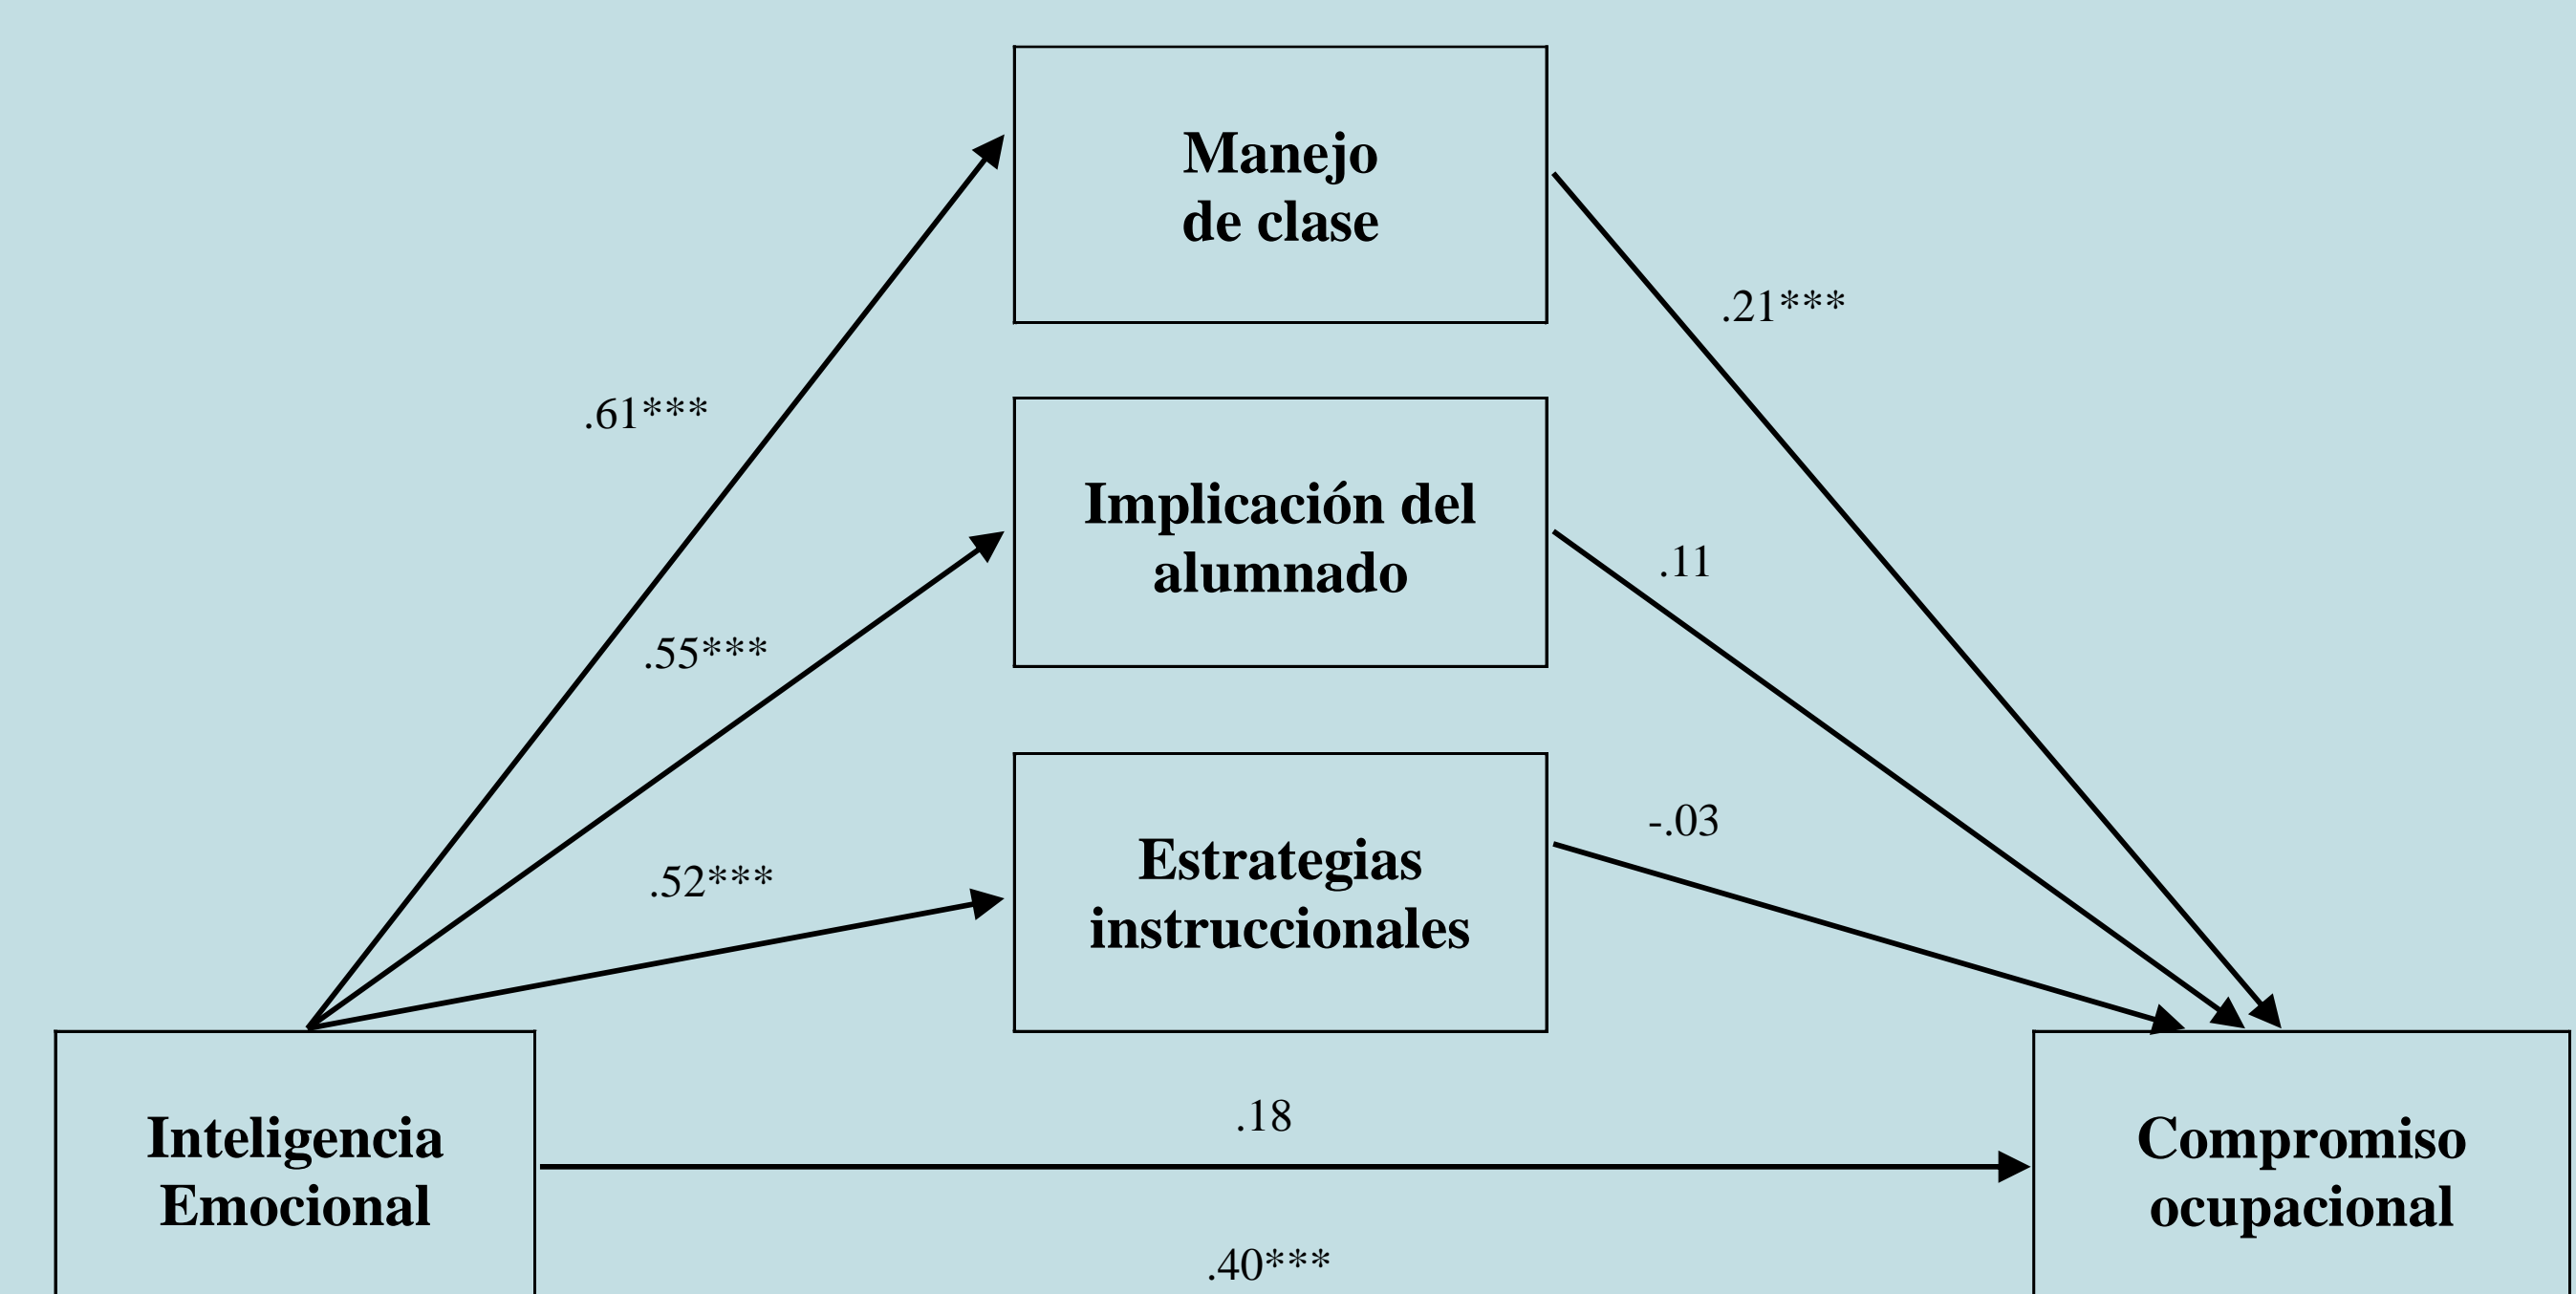 Manejo
de clase
.21***
.61***
Implicación del
alumnado
.11
.55***
Estrategias
instruccionales
-.03
.52***
Inteligencia
Emocional
.18
.40***
Compromiso
ocupacional